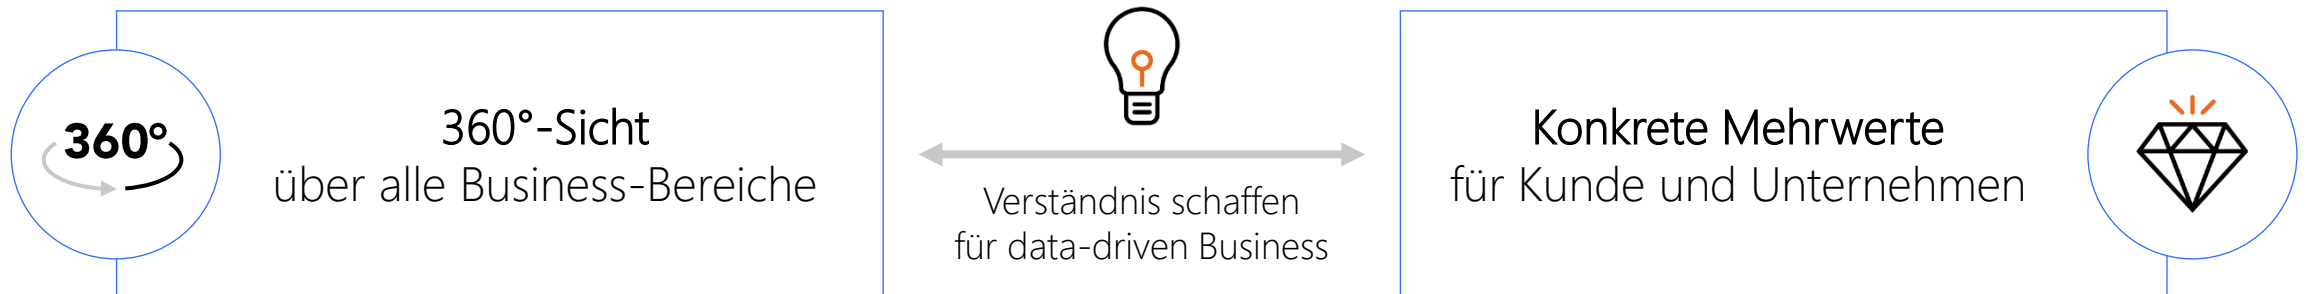 360°
360°-Sicht
über alle Business-Bereiche
Verständnis schaffen
für data-driven Business
Konkrete Mehrwerte
für Kunde und Unternehmen